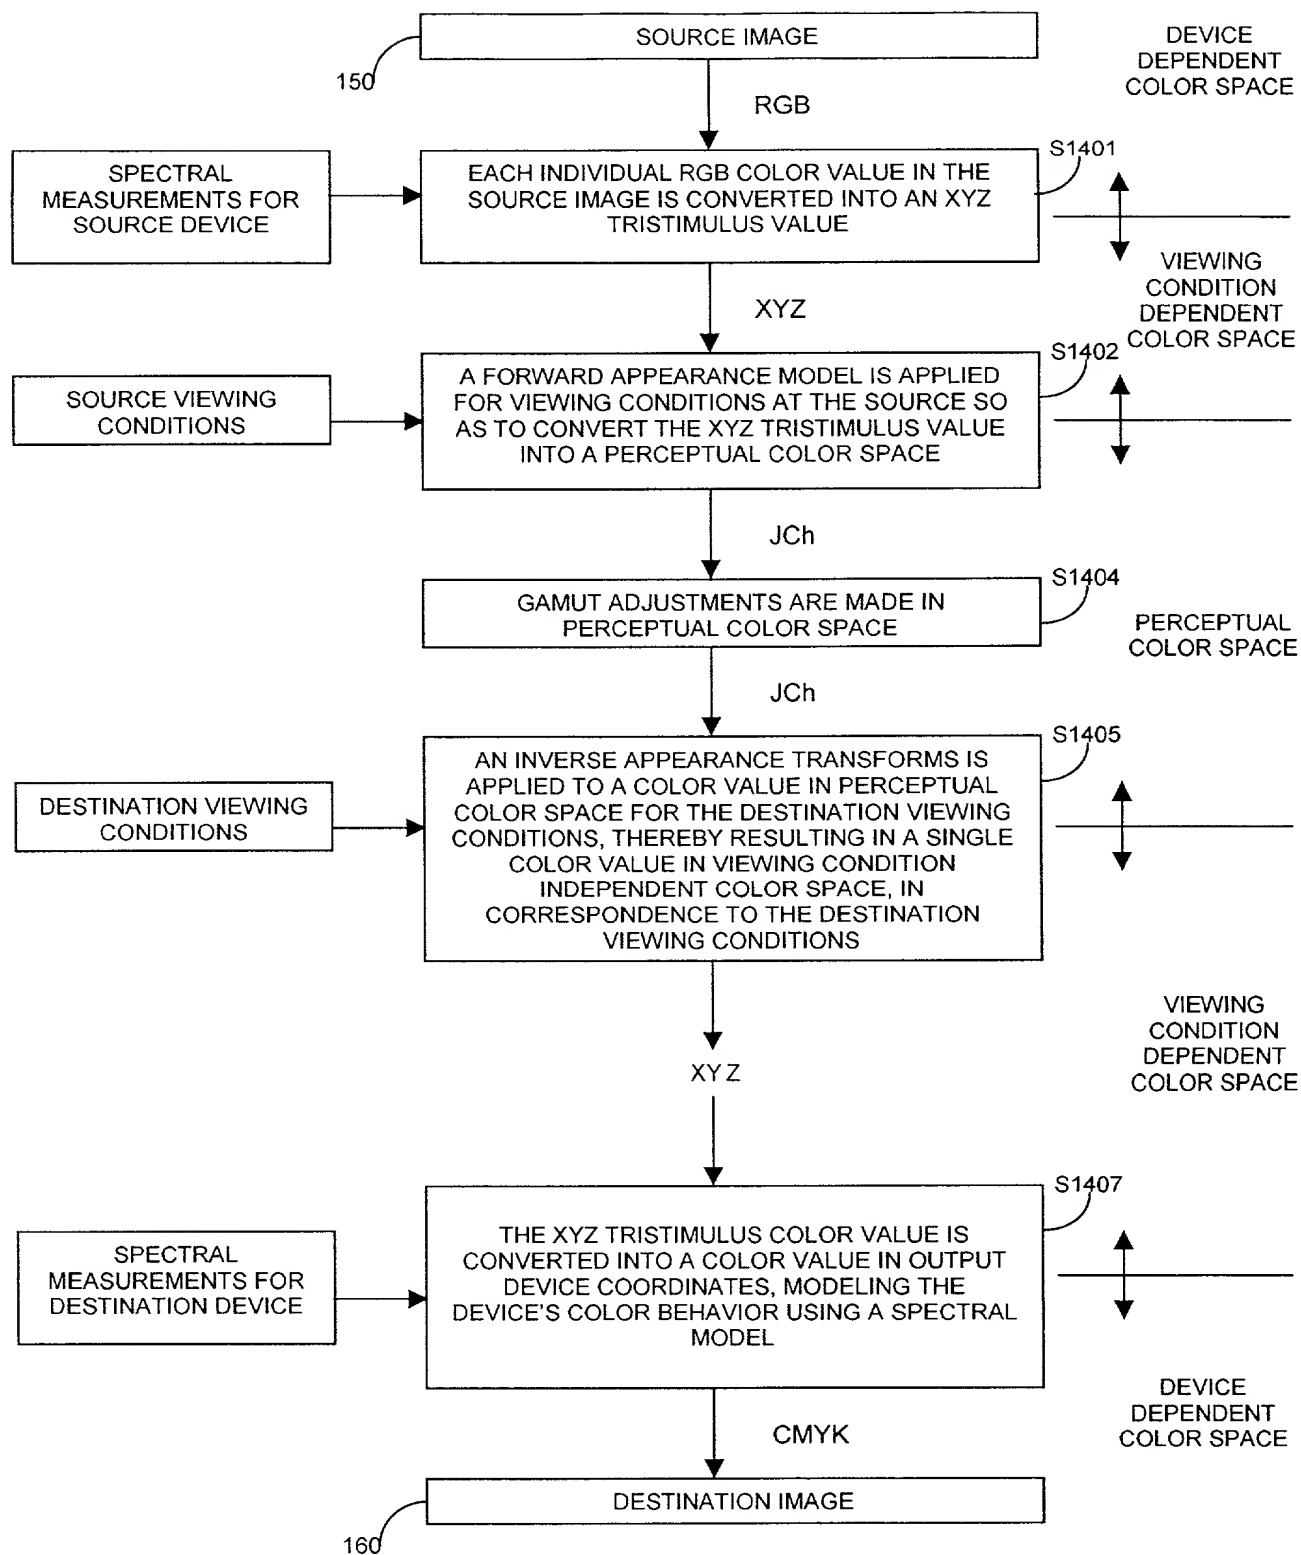 SOURCE IMAGE
150
DEVICE
DEPENDENT
COLOR SPACE
RGB
SPECTRAL
MEASUREMENTS FOR
SOURCE DEVICE
EACH INDIVIDUAL RGB COLOR VALUE IN THE
SOURCE IMAGE IS CONVERTED INTO AN XYZ
TRISTIMULUS VALUE
S1401
XYZ
VIEWING
CONDITION
DEPENDENT
COLOR SPACE
SOURCE VIEWING
CONDITIONS
A FORWARD APPEARANCE MODEL IS APPLIED
FOR VIEWING CONDITIONS AT THE SOURCE SO
AS TO CONVERT THE XYZ TRISTIMULUS VALUE
INTO A PERCEPTUAL COLOR SPACE
S1402
JCh
GAMUT ADJUSTMENTS ARE MADE IN
PERCEPTUAL COLOR SPACE
S1404
PERCEPTUAL
COLOR SPACE
JCh
DESTINATION VIEWING
CONDITIONS
AN INVERSE APPEARANCE TRANSFORMS IS
APPLIED TO A COLOR VALUE IN PERCEPTUAL
COLOR SPACE FOR THE DESTINATION VIEWING
CONDITIONS, THEREBY RESULTING IN A SINGLE
COLOR VALUE IN VIEWING CONDITION
INDEPENDENT COLOR SPACE, IN
CORRESPONDENCE TO THE DESTINATION
VIEWING CONDITIONS
S1405
XYZ
VIEWING
CONDITION
DEPENDENT
COLOR SPACE
SPECTRAL
MEASUREMENTS FOR
DESTINATION DEVICE
THE XYZ TRISTIMULUS COLOR VALUE IS
CONVERTED INTO A COLOR VALUE IN OUTPUT
DEVICE COORDINATES, MODELING THE
DEVICE'S COLOR BEHAVIOR USING A SPECTRAL
MODEL
S1407
CMYK
DEVICE
DEPENDENT
COLOR SPACE
DESTINATION IMAGE
160